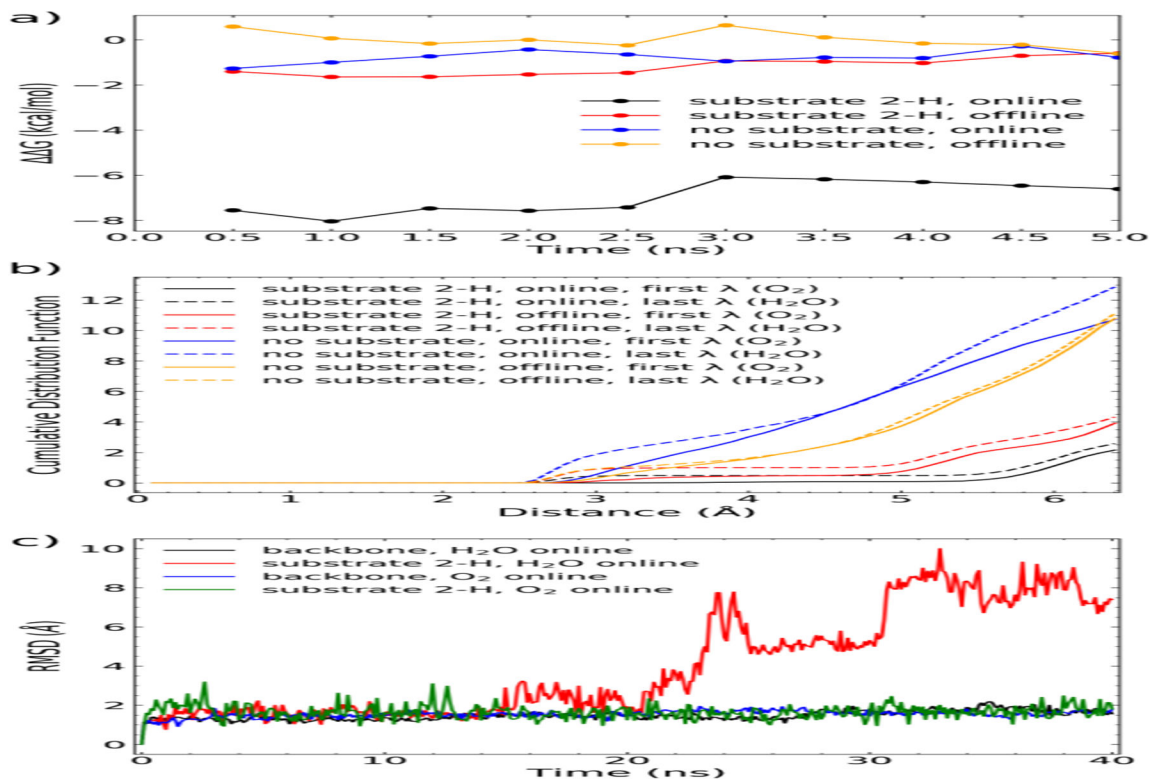 a)
ΔΔG (kcal/mol)
0
−2
−4
−6
−8
substrate 2-H, online
substrate 2-H, offline
no substrate, online
no substrate, offline
0.0 0.5 1.0 1.5 2.0 2.5 3.0 3.5 4.0 4.5 5.0
Time (ns)
b)
Cumulative Distribution Function
12
10
8
6
4
2
0
substrate 2-H, online, first λ (O₂)
substrate 2-H, online, last λ (H₂O)
substrate 2-H, offline, first λ (O₂)
substrate 2-H, offline, last λ (H₂O)
no substrate, online, first λ (O₂)
no substrate, online, last λ (H₂O)
no substrate, offline, first λ (O₂)
no substrate, offline, last λ (H₂O)
0 1 2 3 4 5 6
Distance (Å)
c)
RMSD (Å)
10
8
6
4
2
0
backbone, H₂O online
substrate 2-H, H₂O online
backbone, O₂ online
substrate 2-H, O₂ online
0 10 20 30 40
Time (ns)